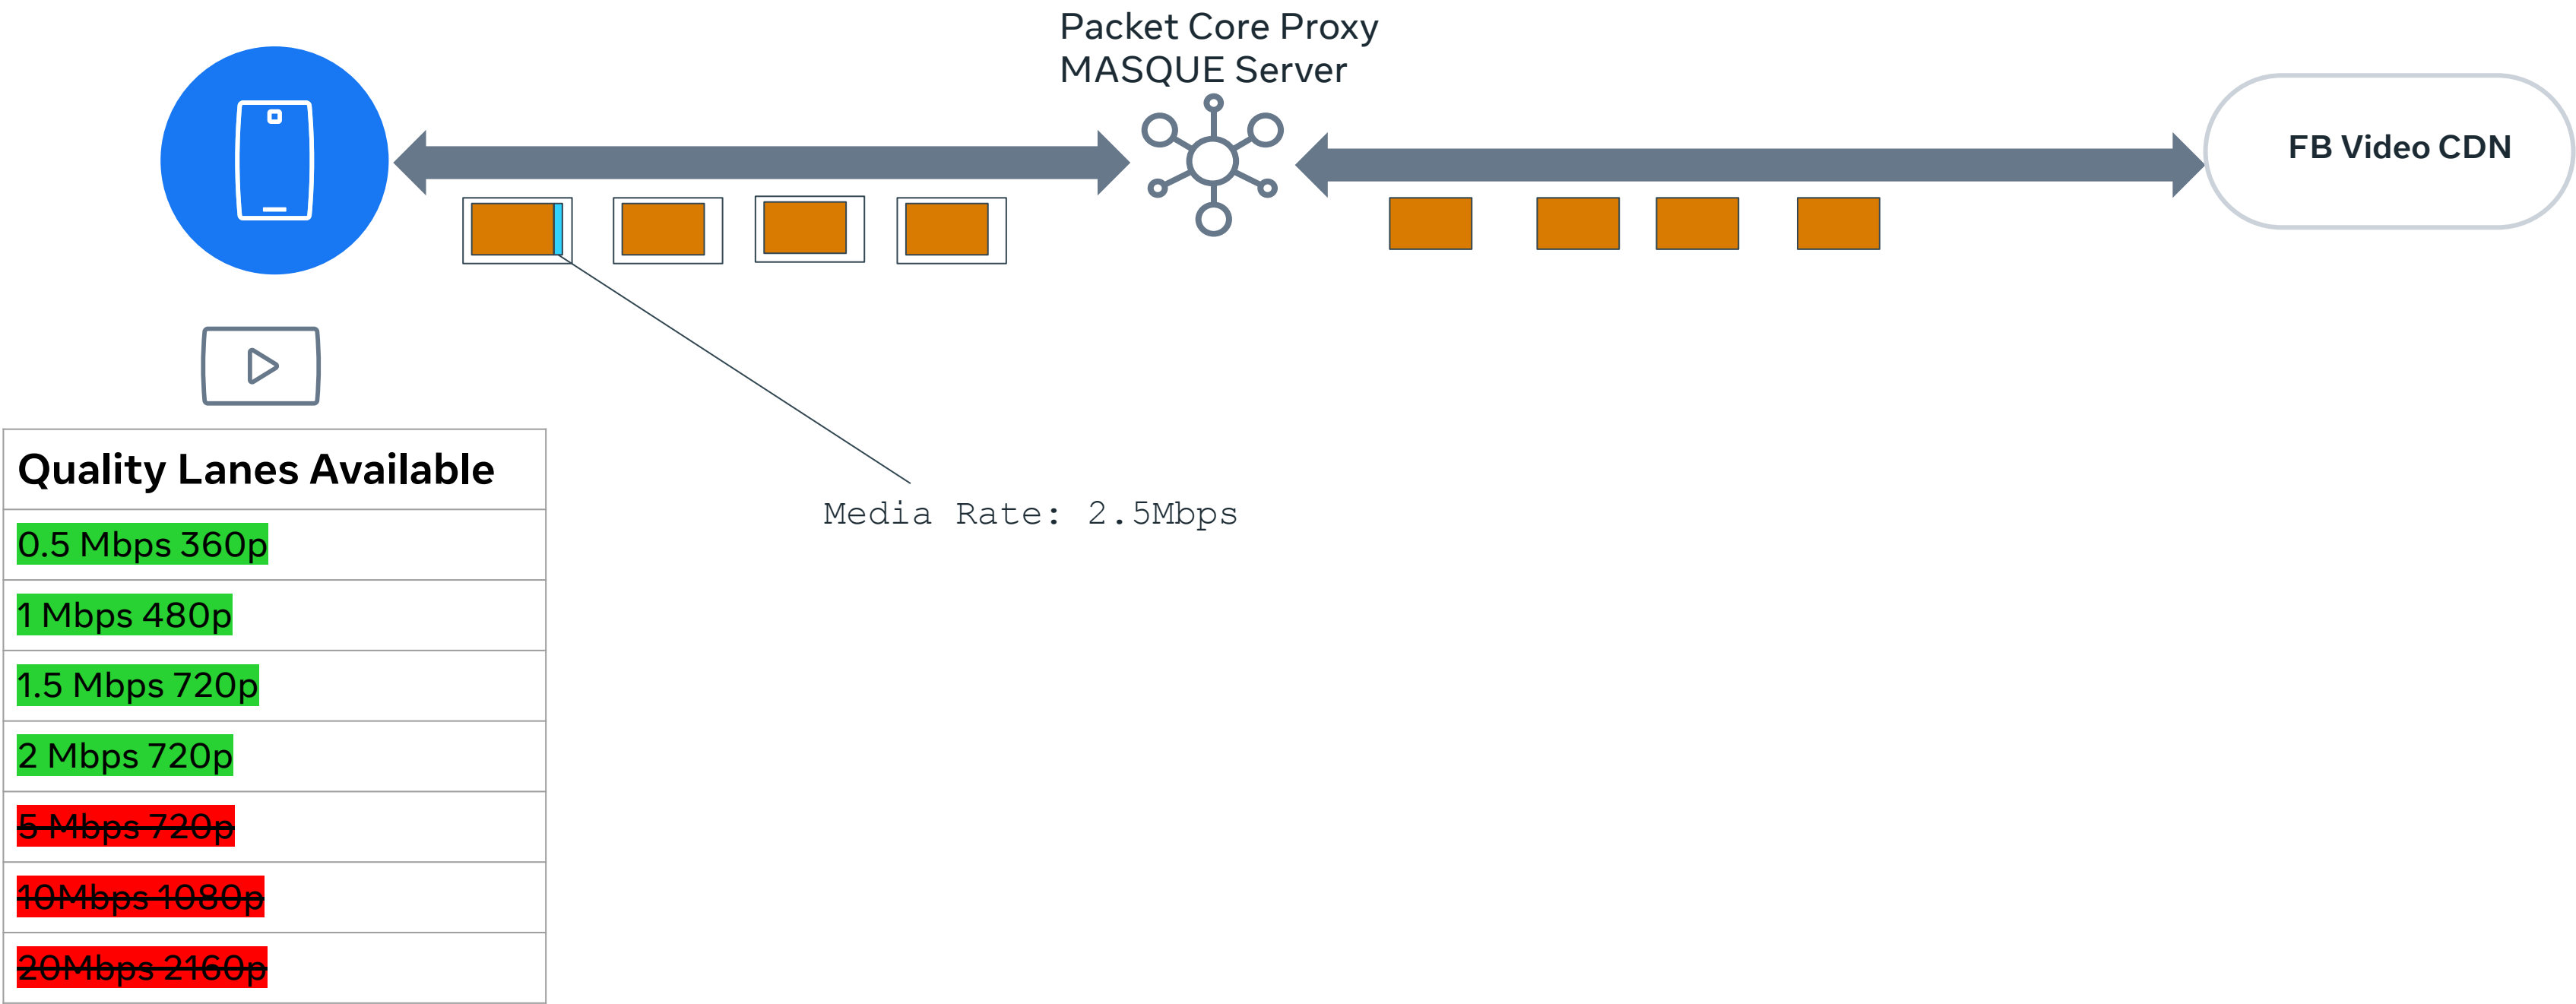 Packet Core Proxy
MASQUE Server
FB Video CDN
Media Rate: 2.5Mbps
Quality Lanes Available
0.5 Mbps 360p
1 Mbps 480p
1.5 Mbps 720p
2 Mbps 720p
5 Mbps 720p
10Mbps 1080p
20Mbps 2160p